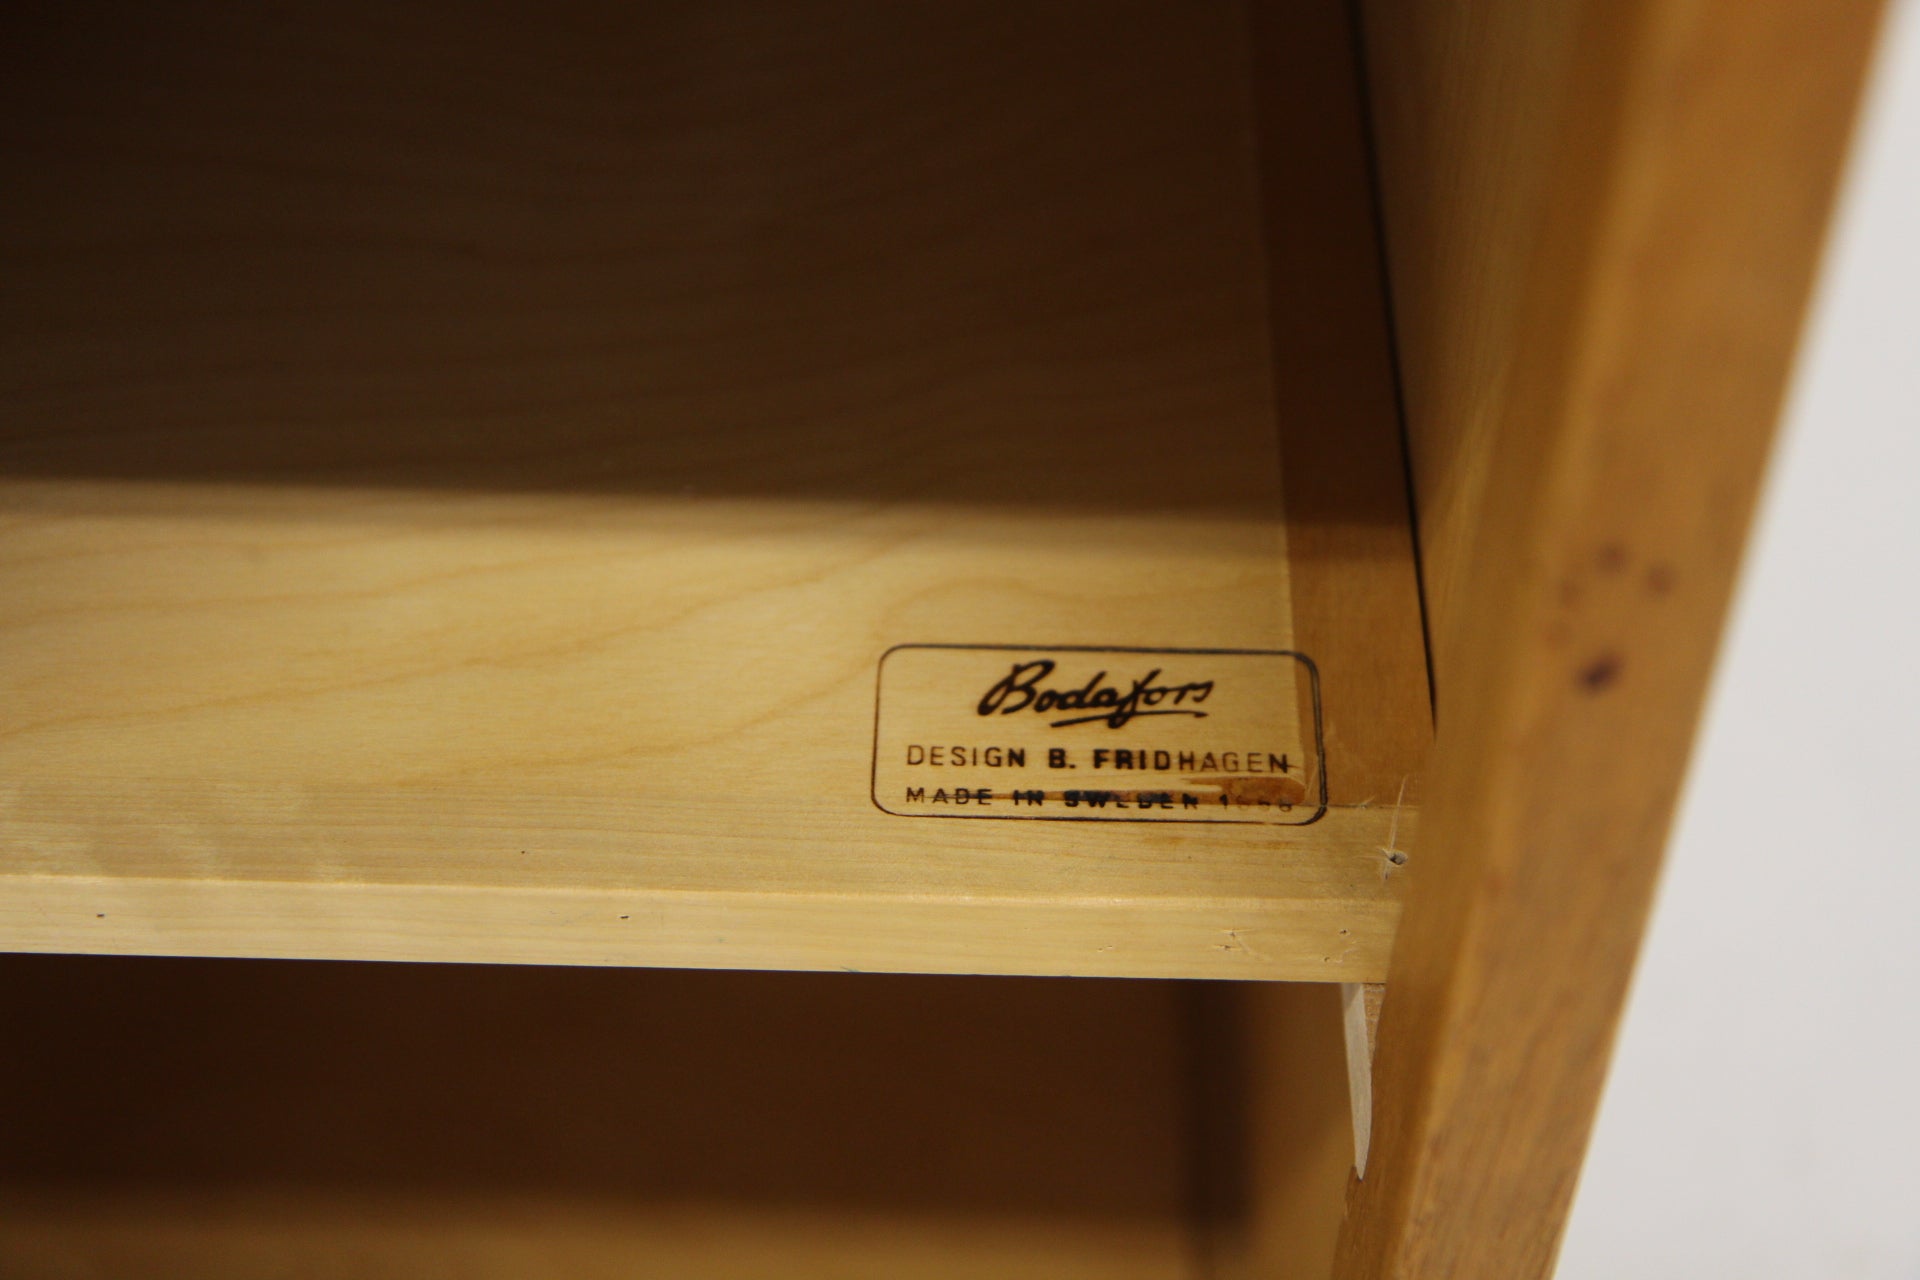 Bodafors
DESIGN B. FRIDHAGEN
MADE IN SWEDEN